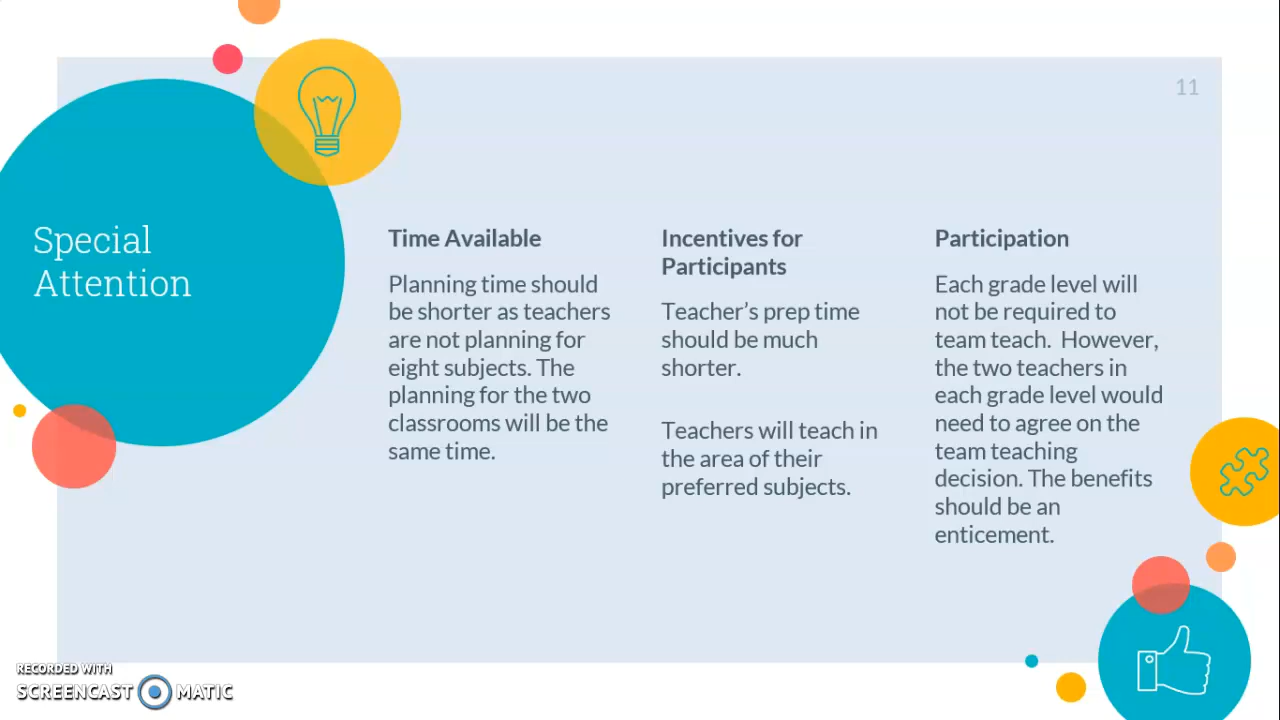 11
Special
Attention
Time Available
Planning time should
be shorter as teachers
are not planning for
eight subjects. The
planning for the two
classrooms will be the
same time.
Incentives for
Participants
Teacher’s prep time
should be much
shorter.
Teachers will teach in
the area of their
preferred subjects.
Participation
Each grade level will
not be required to
team teach.  However,
the two teachers in
each grade level would
need to agree on the
team teaching
decision. The benefits
should be an
enticement.
RECORDED WITH
SCREENCAST MATIC